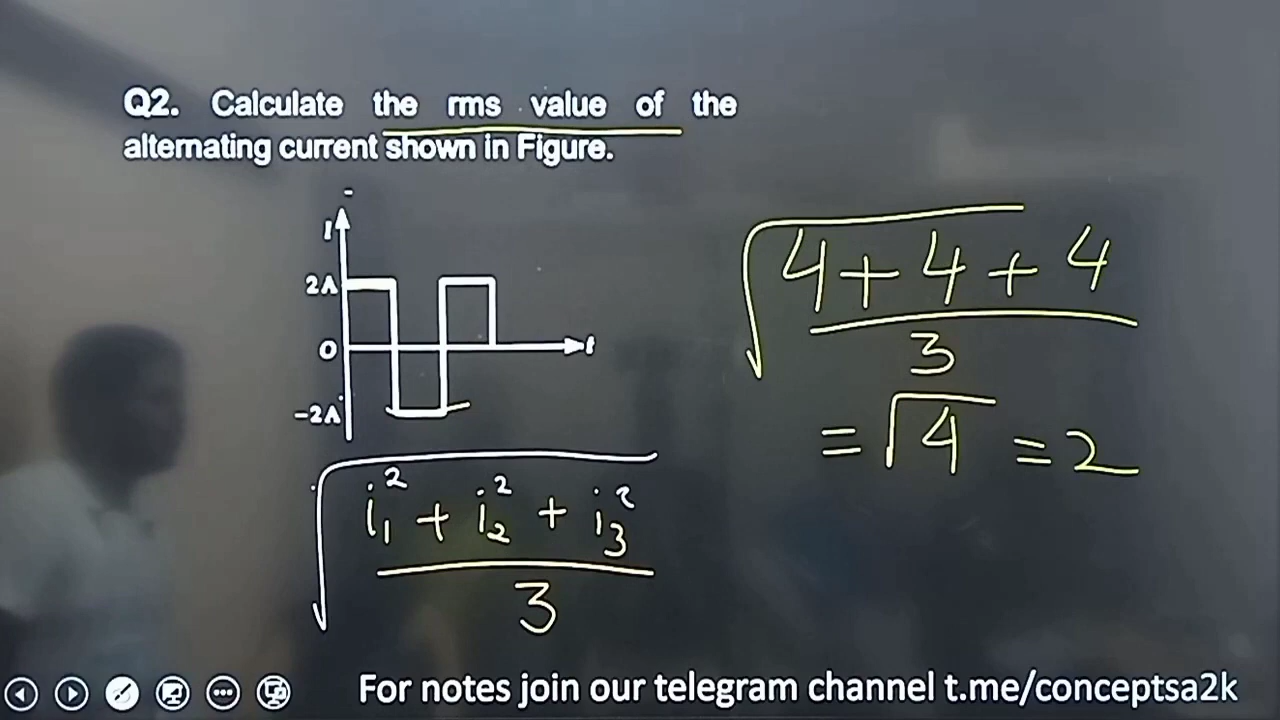 Q2. Calculate the rms value of the
alternating current shown in Figure.
I
2A
0
t
-2A
√(4 + 4 + 4 / 3)
= √4 = 2
√(i₁² + i₂² + i₃² / 3)
For notes join our telegram channel t.me/conceptsa2k